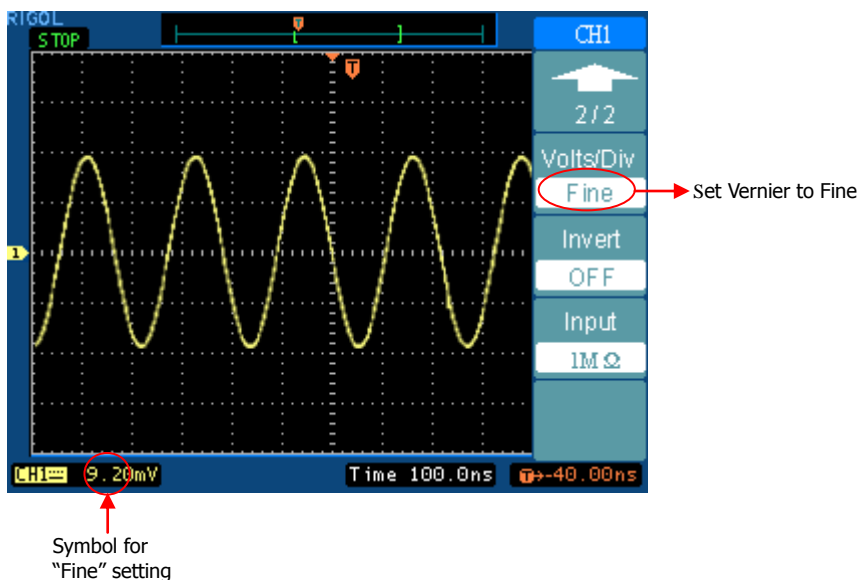 RIGOL
STOP
T
CH1
2/2
T
Volts/Div
Fine
Set Vernier to Fine
1
Invert
OFF
Input
1MΩ
CH1 9.20mV Time 100.0ns T→-40.00ns
Symbol for
“Fine” setting